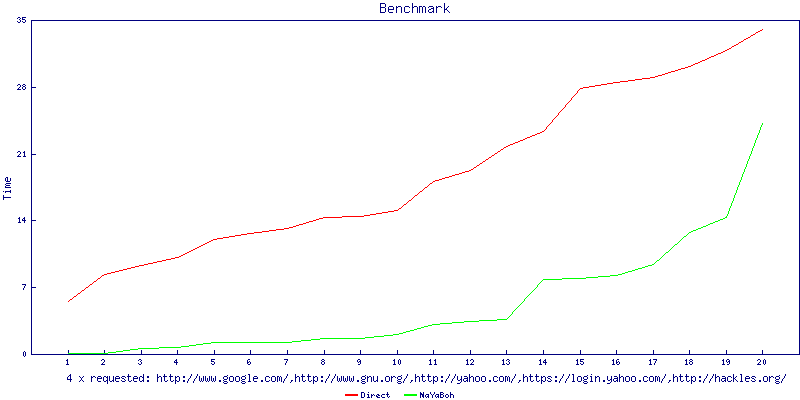 Benchmark
35
28
21
14
7
0
Time
1 2 3 4 5 6 7 8 9 10 11 12 13 14 15 16 17 18 19 20
4 x requested: http://www.google.com/,http://www.gnu.org/,http://yahoo.com/,https://login.yahoo.com/,http://hackles.org/
Direct NaYaBoh